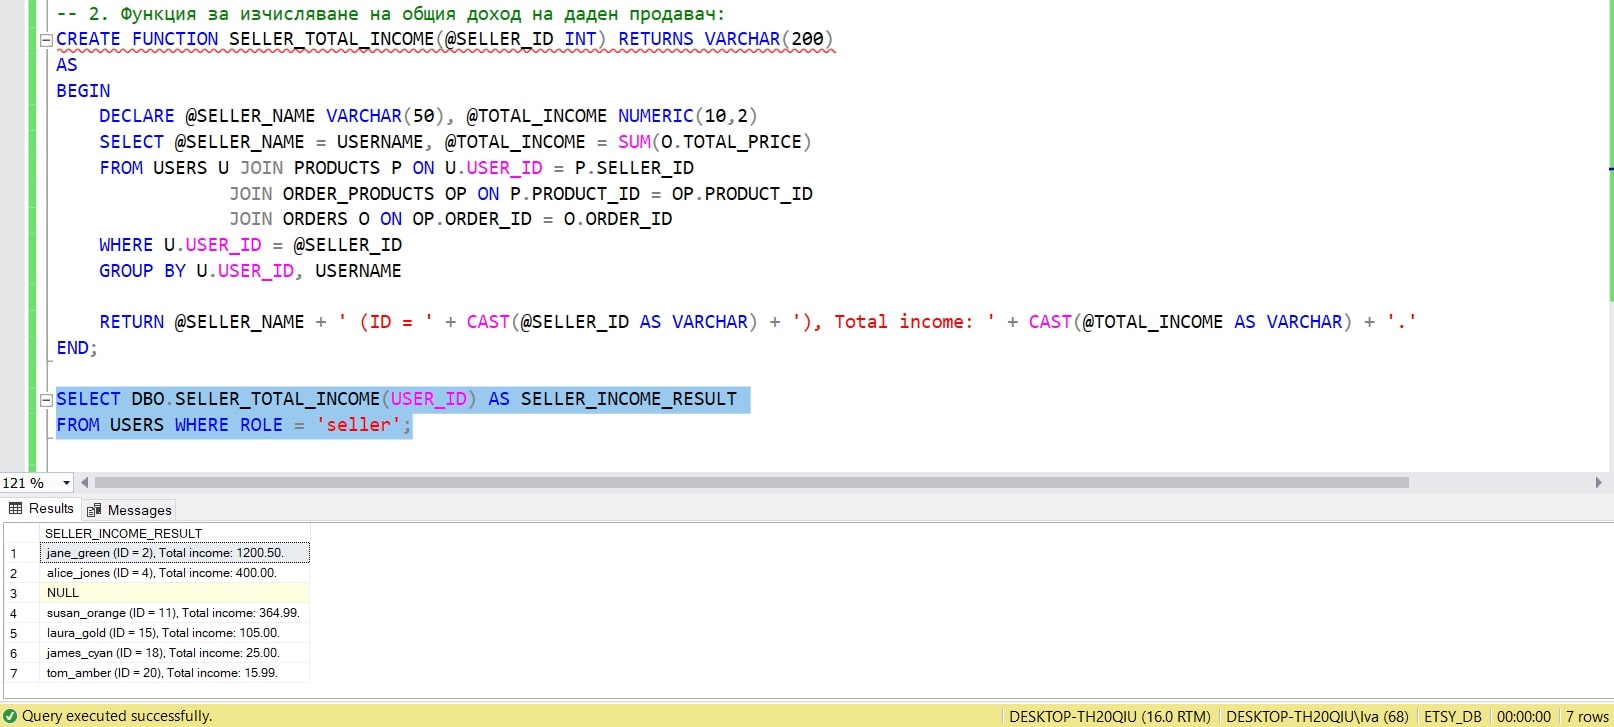 -- 2. Функция за изчисляване на общия доход на даден продавач:
CREATE FUNCTION SELLER_TOTAL_INCOME(@SELLER_ID INT) RETURNS VARCHAR(200)
AS
BEGIN
DECLARE @SELLER_NAME VARCHAR(50), @TOTAL_INCOME NUMERIC(10,2)
SELECT @SELLER_NAME = USERNAME, @TOTAL_INCOME = SUM(O.TOTAL_PRICE)
FROM USERS U JOIN PRODUCTS P ON U.USER_ID = P.SELLER_ID
JOIN ORDER_PRODUCTS OP ON P.PRODUCT_ID = OP.PRODUCT_ID
JOIN ORDERS O ON OP.ORDER_ID = O.ORDER_ID
WHERE U.USER_ID = @SELLER_ID
GROUP BY U.USER_ID, USERNAME
RETURN @SELLER_NAME + ' (ID = ' + CAST(@SELLER_ID AS VARCHAR) + '), Total income: ' + CAST(@TOTAL_INCOME AS VARCHAR) + '.'
END;
SELECT DBO.SELLER_TOTAL_INCOME(USER_ID) AS SELLER_INCOME_RESULT
FROM USERS WHERE ROLE = 'seller';
121 %
Results Messages
SELLER_INCOME_RESULT
1 jane_green (ID = 2), Total income: 1200.50.
2 alice_jones (ID = 4), Total income: 400.00.
3 NULL
4 susan_orange (ID = 11), Total income: 364.99.
5 laura_gold (ID = 15), Total income: 105.00.
6 james_cyan (ID = 18), Total income: 25.00.
7 tom_amber (ID = 20), Total income: 15.99.
Query executed successfully. DESKTOP-TH20QIU (16.0 RTM) DESKTOP-TH20QIU\Iva (68) ETSY_DB 00:00:00 7 rows